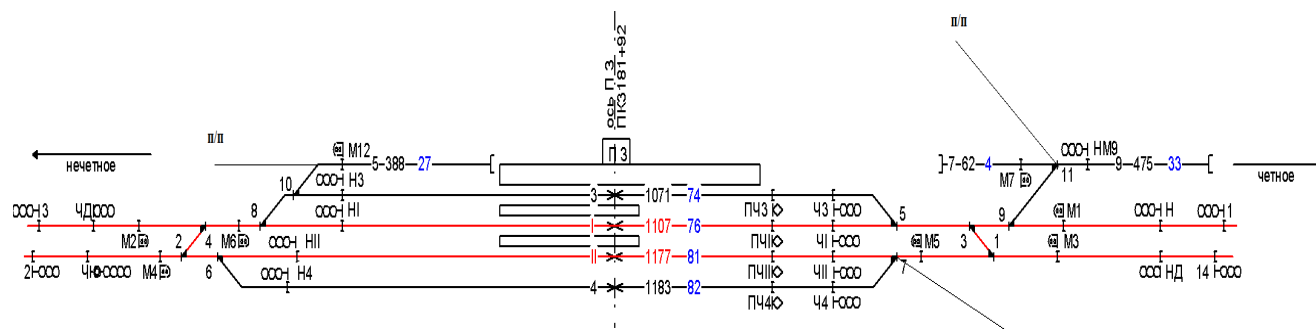 п/п
ось П З
ПК3181+92
п/п
М12
П З
НМ9
нечетное
5-388-27
7-62-4
9-475-33
четное
Н3
М7
11
10
3
1071
74
3
ЧД
8
НI
I
1107
76
ПЧ3
Ч3
5
9
М1
Н
1
М2
4
М6
2
НII
ПЧI
ЧI
М5
3
1
М3
II
1177
81
2
Ч
М4
6
Н4
ПЧII
ЧII
7
НД
14
4
1183
82
ПЧ4
Ч4